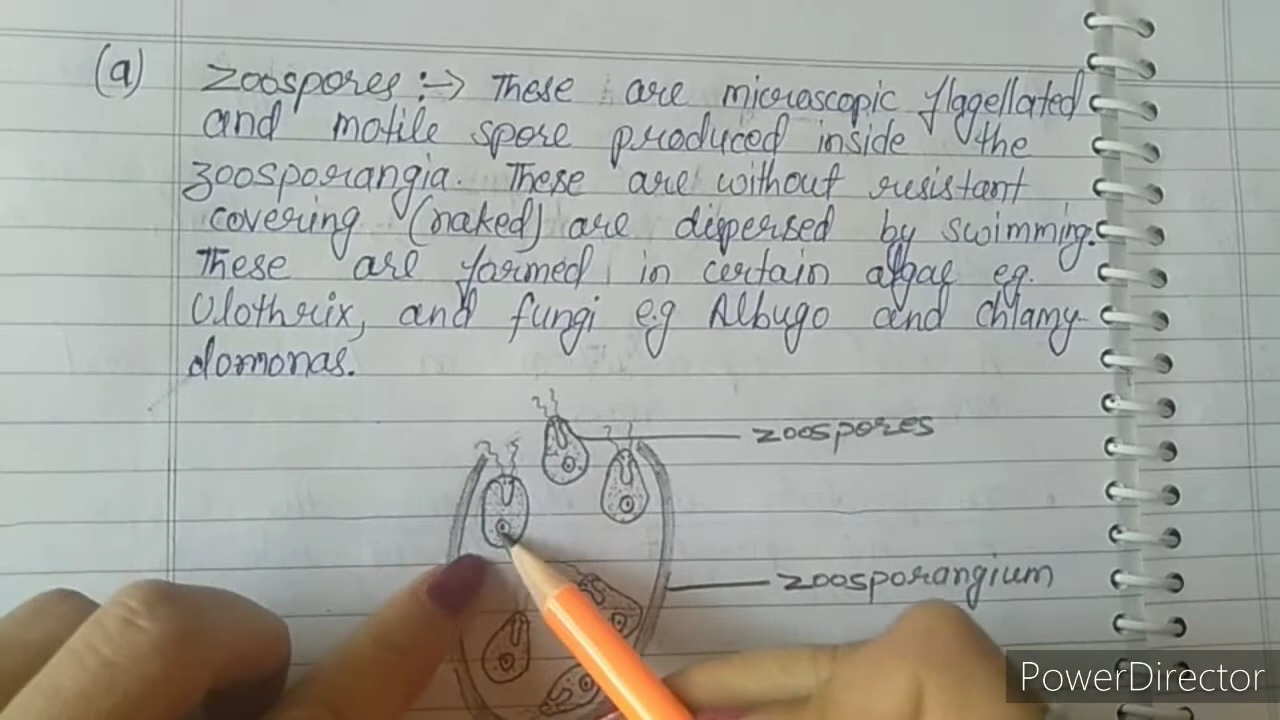 (a) Zoospores :→ These are microscopic flagellated
and motile spore produced inside the
zoosporangia. These are without resistant
covering (naked) are dispersed by swimming.
These are formed in certain algae eg.
Ulothrix, and fungi e.g Albugo and Chlamy-
domonas.
zoospores
zoosporangium
PowerDirector